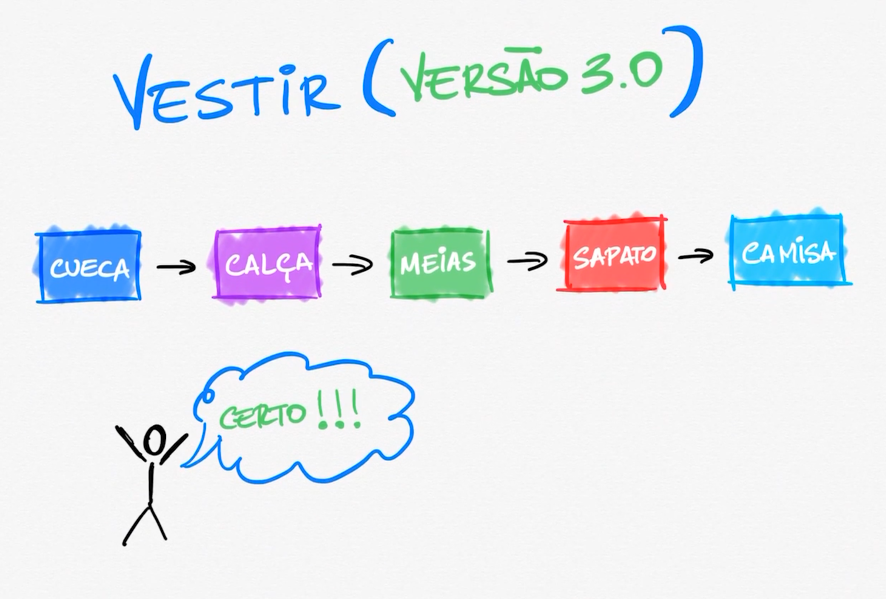 VESTIR (VERSÃO 3.0)
CUECA → CALÇA → MEIAS → SAPATO → CAMISA
CERTO!!!